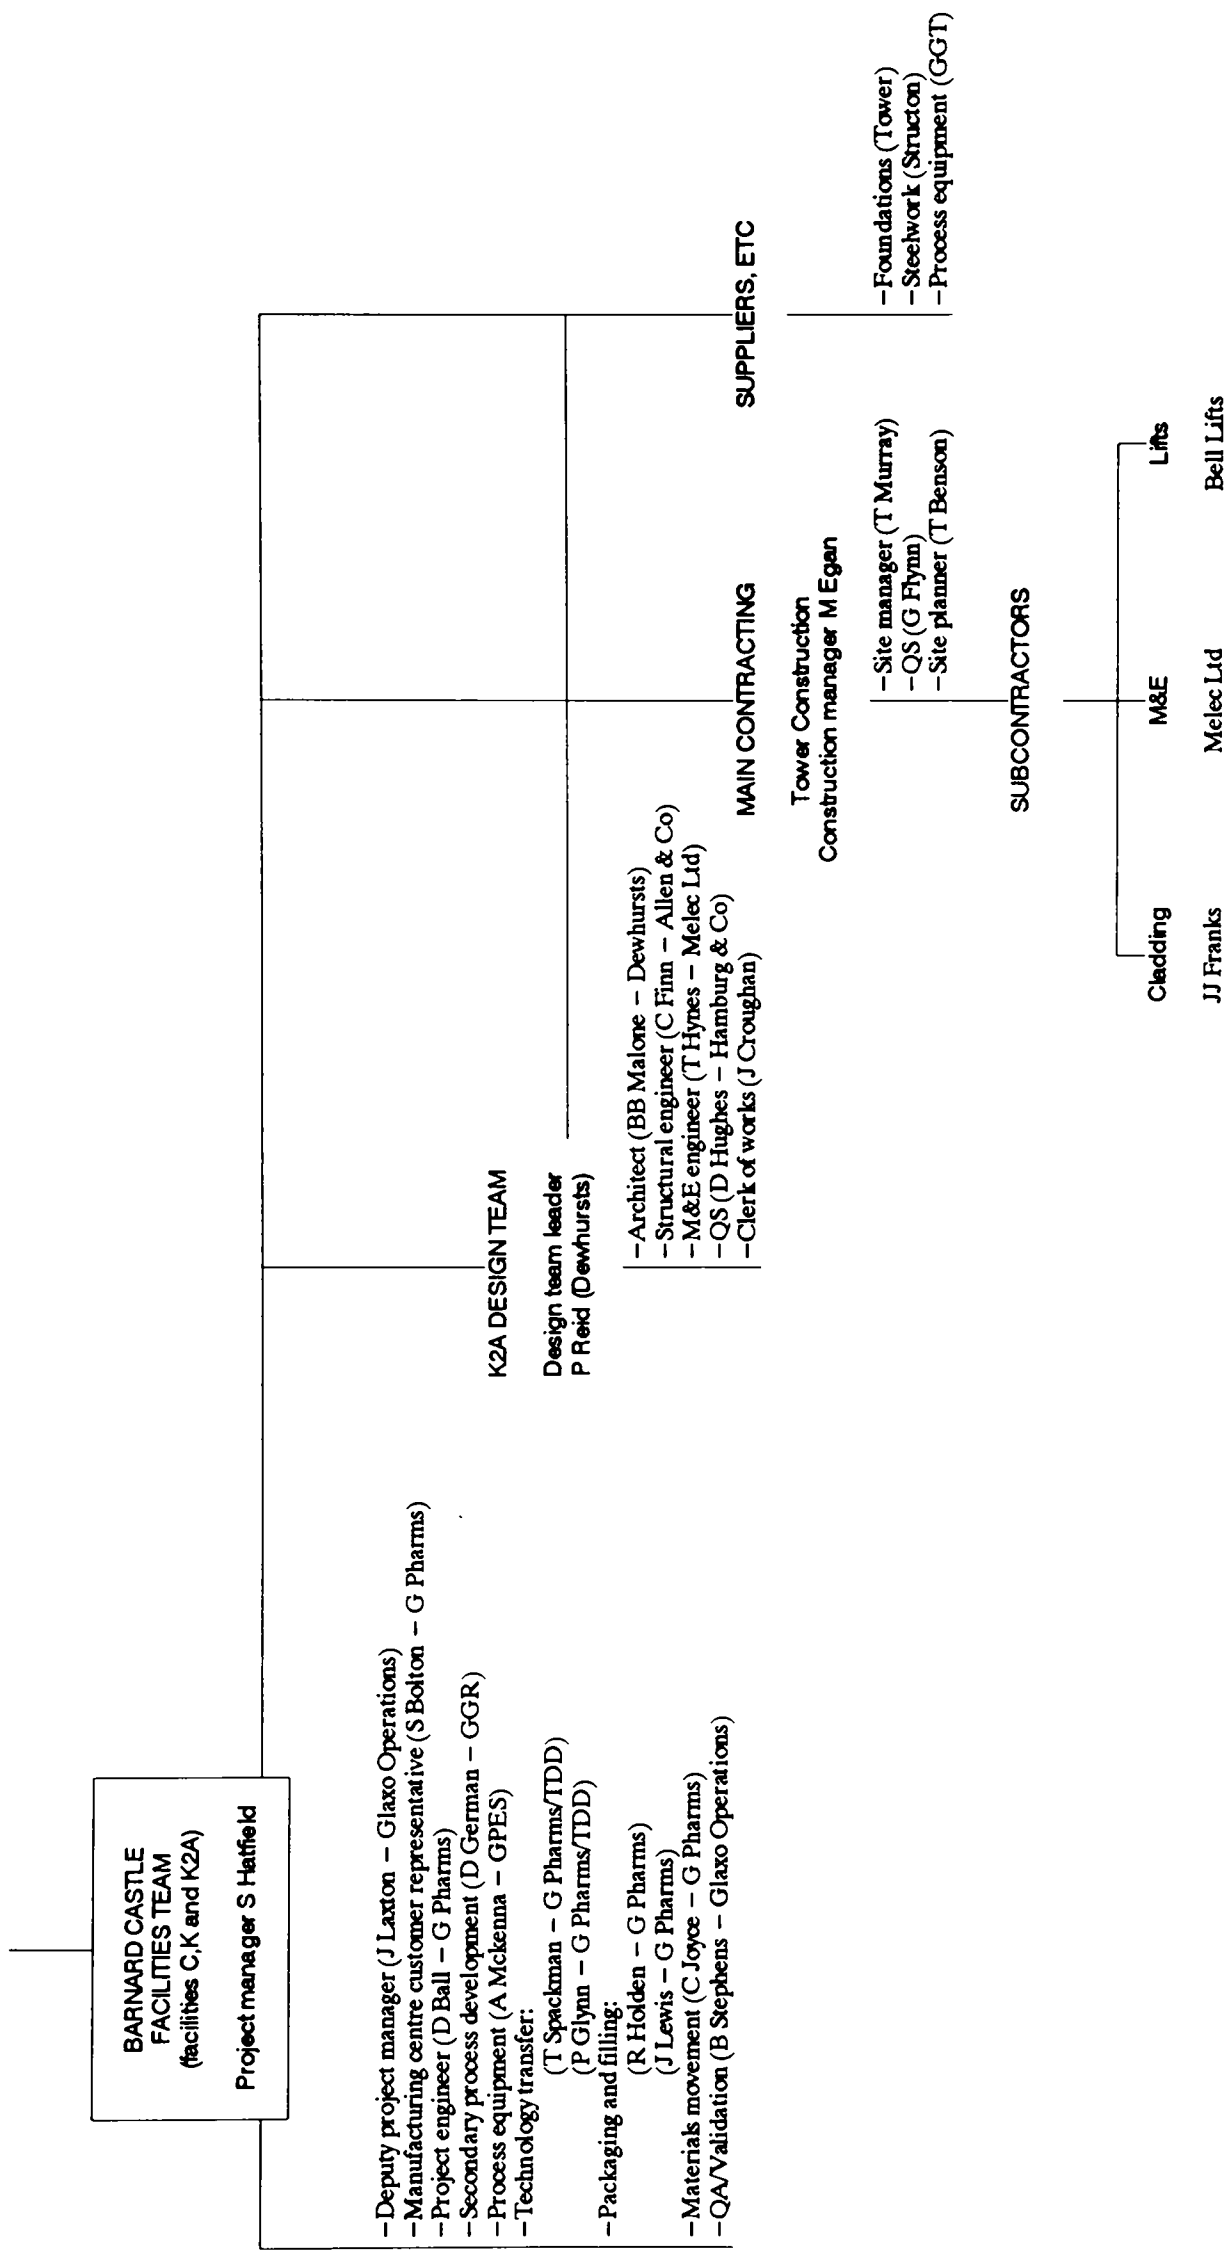 BARNARD CASTLE
FACILITIES TEAM
(facilities C,K and K2A)
Project manager S Hatfield
–Deputy project manager (J Laxton – Glaxo Operations)
–Manufacturing centre customer representative (S Bolton – G Pharms)
–Project engineer (D Ball – G Pharms)
–Secondary process development (D German – GGR)
–Process equipment (A Mckenna – GPES)
–Technology transfer:
(T Spackman – G Pharms/TDD)
(P Glynn – G Pharms/TDD)
–Packaging and filling:
(R Holden – G Pharms)
(J Lewis – G Pharms)
–Materials movement (C Joyce – G Pharms)
–QA/Validation (B Stephens – Glaxo Operations)
K2A DESIGN TEAM
Design team leader
P Reid (Dewhursts)
–Architect (BB Malone – Dewhursts)
–Structural engineer (C Finn – Allen & Co)
–M&E engineer (T Hynes – Melec Ltd)
–QS (D Hughes – Hamburg & Co)
–Clerk of works (J Croughan)
MAIN CONTRACTING
Tower Construction
Construction manager M Egan
–Site manager (T Murray)
–QS (G Flynn)
–Site planner (T Benson)
SUBCONTRACTORS
Cladding
JJ Franks
M&E
Melec Ltd
Lifts
Bell Lifts
SUPPLIERS, ETC
–Foundations (Tower)
–Steelwork (Structon)
–Process equipment (GGT)